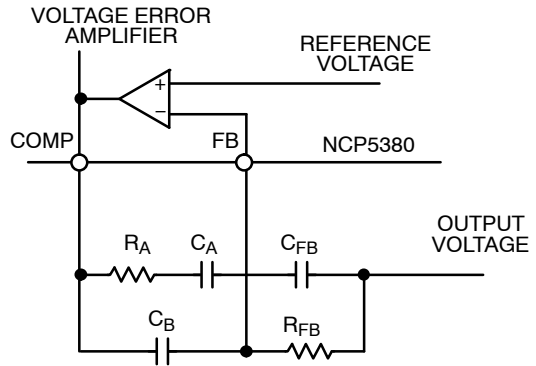 VOLTAGE ERROR
AMPLIFIER
REFERENCE
VOLTAGE
+
−
COMP
FB
NCP5380
OUTPUT
VOLTAGE
RA
CA
CFB
CB
RFB